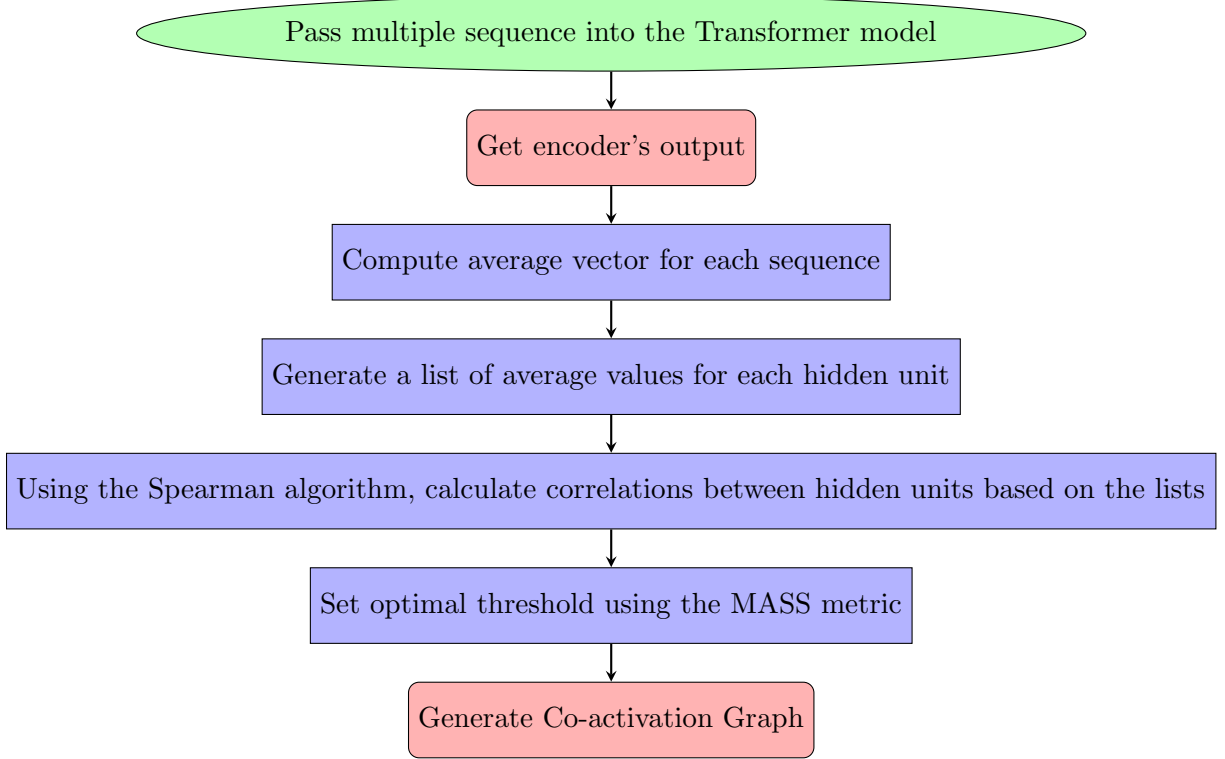 Pass multiple sequence into the Transformer model
Get encoder’s output
Compute average vector for each sequence
Generate a list of average values for each hidden unit
Using the Spearman algorithm, calculate correlations between hidden units based on the lists
Set optimal threshold using the MASS metric
Generate Co-activation Graph